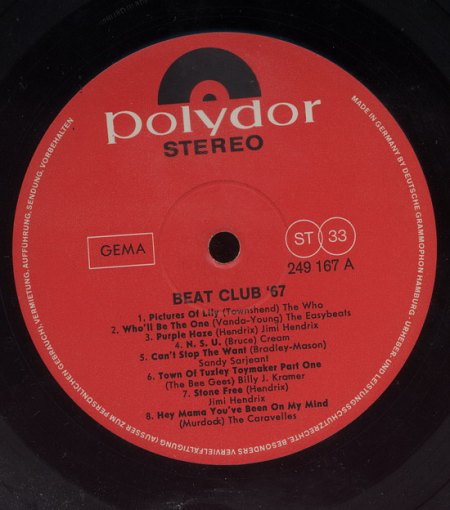 polydor
STEREO
GEMA
ST 33
249 167 A
BEAT CLUB '67
1. Pictures Of Lily (Townshend) The Who
2. Who'll Be The One (Vanda-Young) The Easybeats
3. Purple Haze (Hendrix) Jimi Hendrix
4. N. S. U. (Bruce) Cream
5. Can't Stop The Want (Bradley-Mason)
Sandy Sarjeant
6. Town Of Tuxley Toymaker Part One
(The Bee Gees) Billy J. Kramer
7. Stone Free (Hendrix)
Jimi Hendrix
8. Hey Mama You've Been On My Mind
(Murdock) The Caravelles
MADE IN GERMANY BY DEUTSCHE GRAMMOPHON HAMBURG · URHEBER- UND LEISTUNGSSCHUTZRECHTE, BESONDERS VERVIELFÄLTIGUNG (AUSSER ZUM PERSÖNLICHEN GEBRAUCH), VERMIETUNG, AUFFÜHRUNG, SENDUNG, VORBEHALTEN